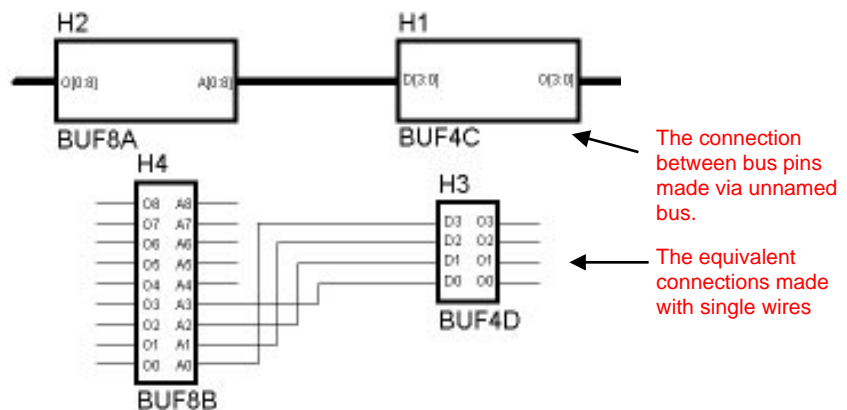 H2
H1
O[0:8] A[0:8]
D[3:0] O[3:0]
BUF8A
BUF4C
The connection
between bus pins
made via unnamed
bus.
H4
H3
O8 A8
O7 A7
O6 A6
O5 A5
O4 A4
O3 A3
O2 A2
O1 A1
O0 A0
D3 O3
D2 O2
D1 O1
D0 O0
BUF4D
BUF8B
The equivalent
connections made
with single wires